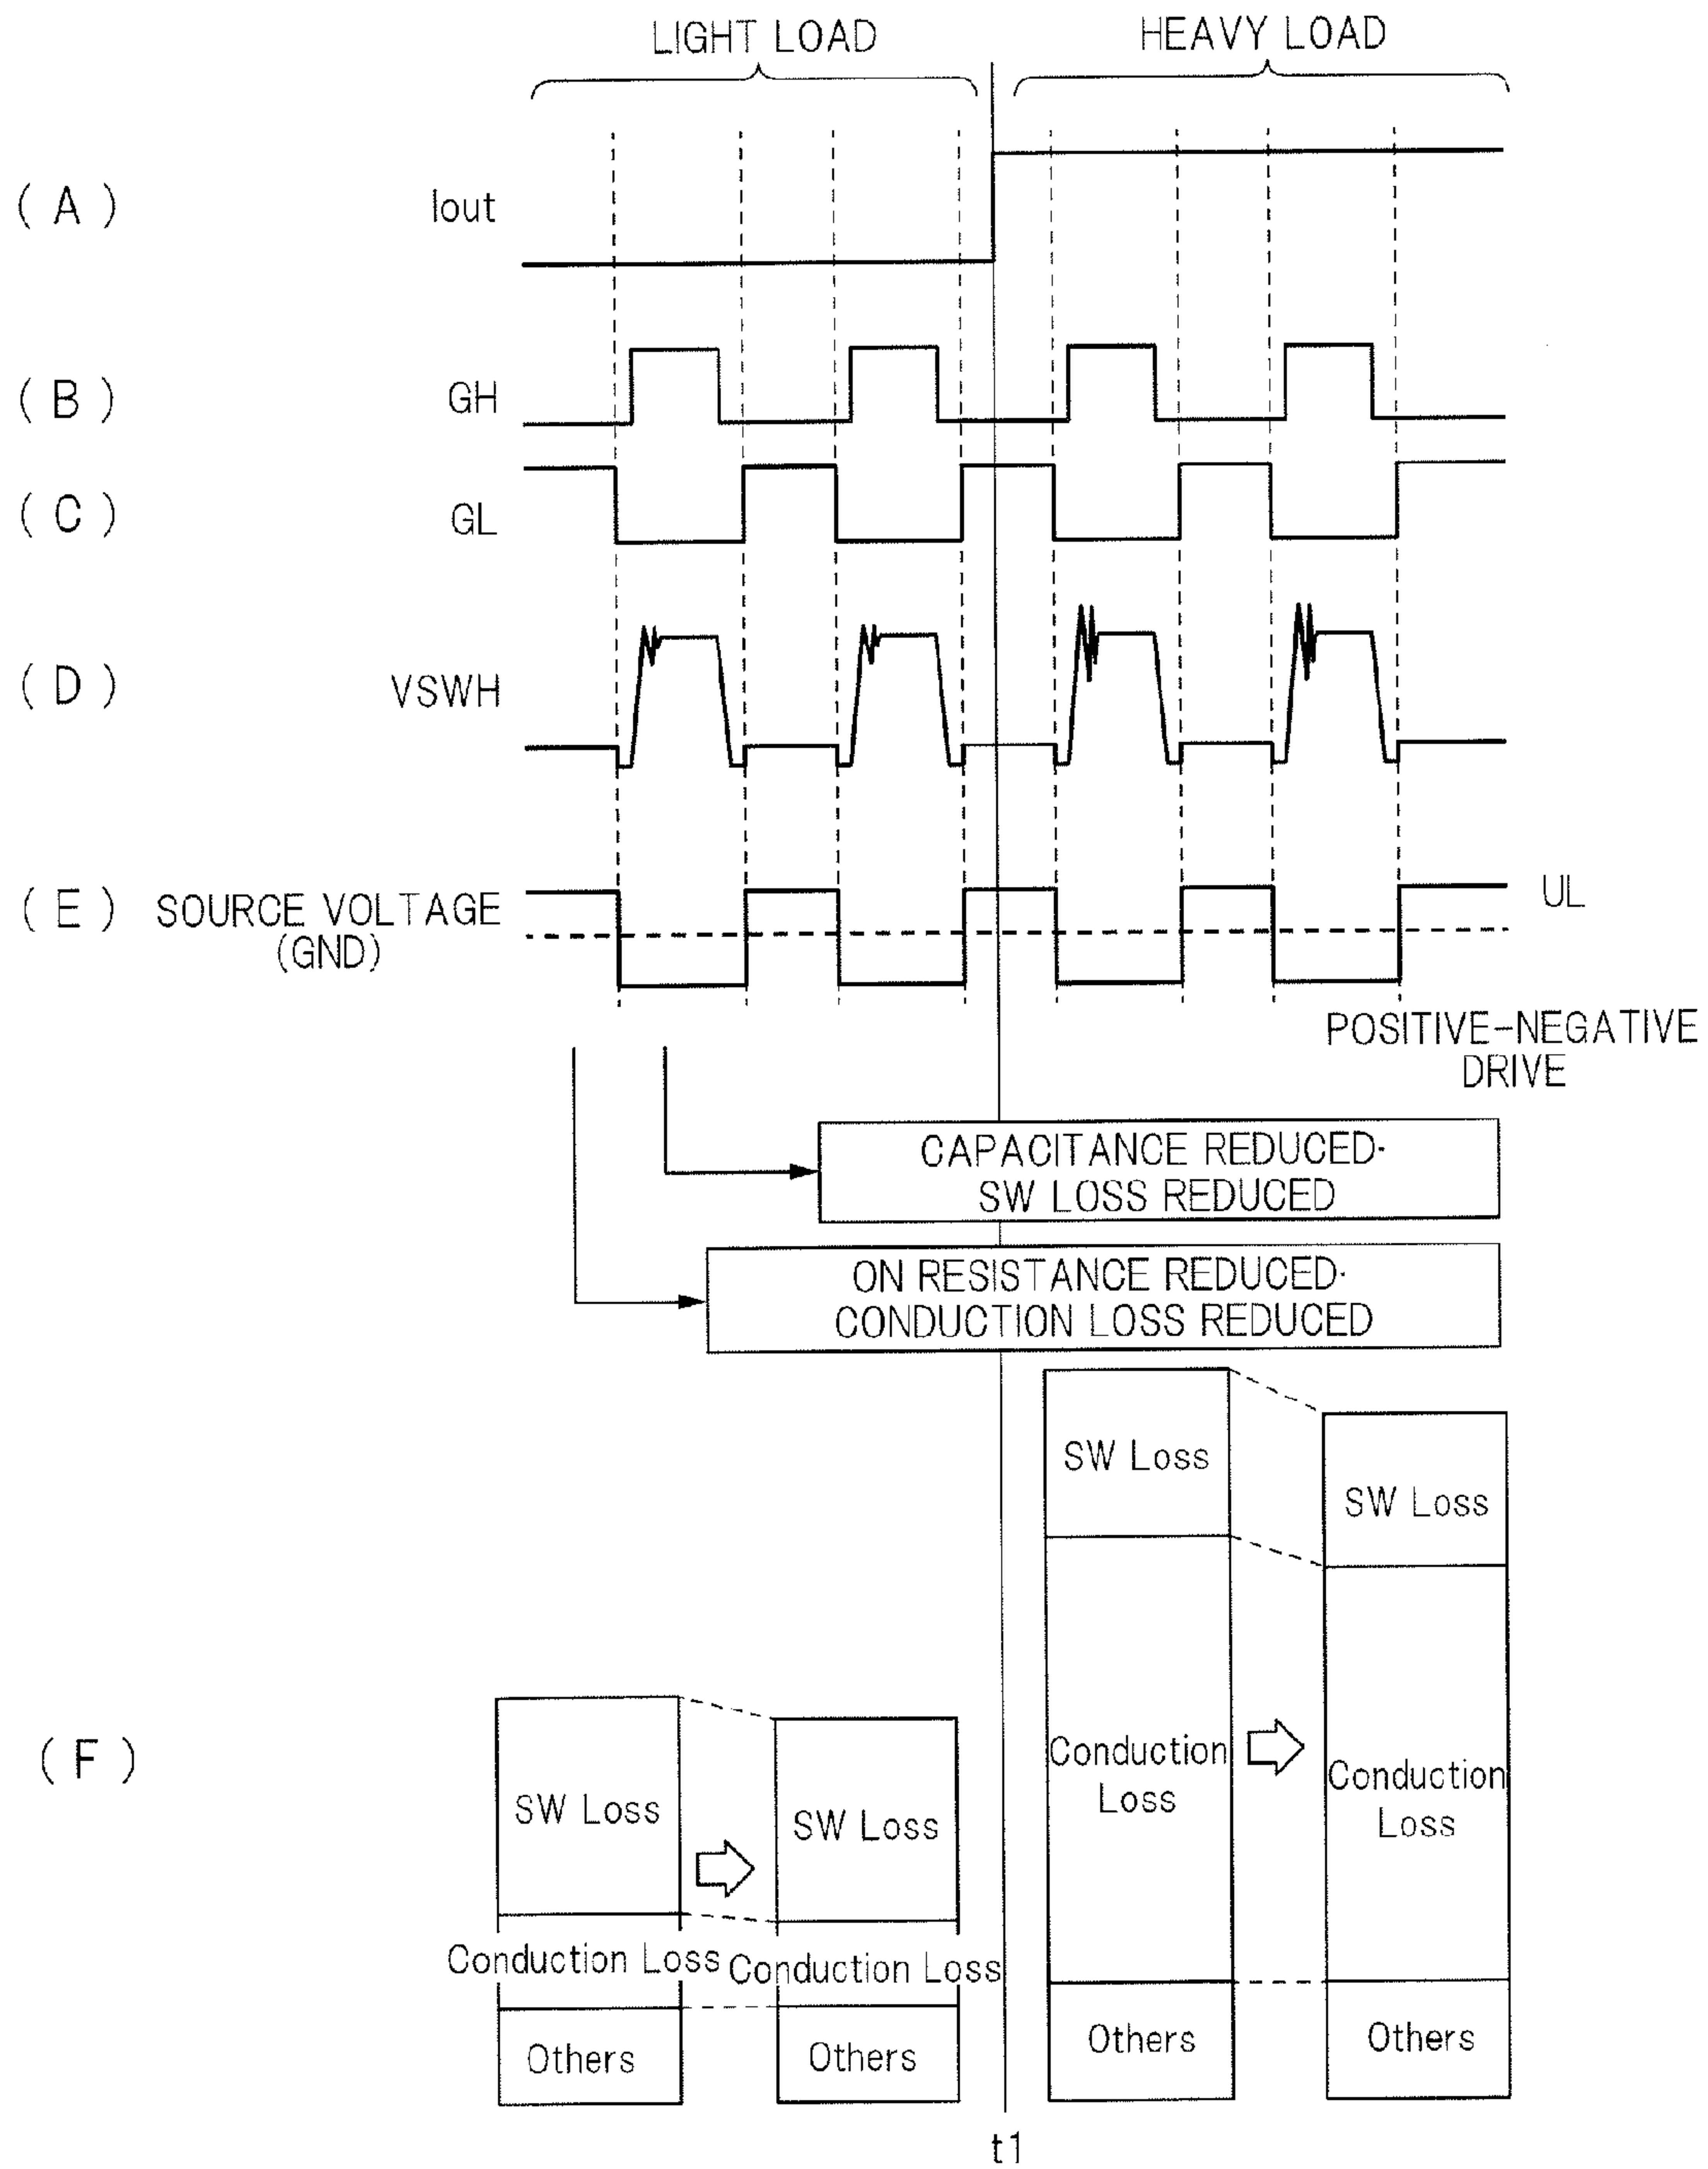 LIGHT LOAD
HEAVY LOAD
(A)
Iout
(B)
GH
(C)
GL
(D)
VSWH
(E)
SOURCE VOLTAGE
(GND)
UL
POSITIVE-NEGATIVE
DRIVE
CAPACITANCE REDUCED·
SW LOSS REDUCED
ON RESISTANCE REDUCED·
CONDUCTION LOSS REDUCED
(F)
SW Loss
Conduction Loss
Others
SW Loss
Conduction Loss
Others
SW Loss
Conduction
Loss
Others
SW Loss
Conduction
Loss
Others
t1